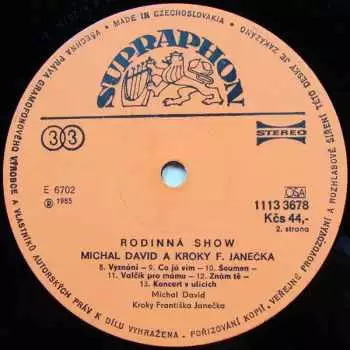 • MADE IN CZECHOSLOVAKIA •
VŠECHNA PRÁVA GRAMOFONOVÉHO VÝROBCE A VLASTNÍKŮ AUTORSKÝCH PRÁV K DÍLU VYHRAŽENA. POŘIZOVÁNÍ KOPIÍ, VEŘEJNÉ PROVOZOVÁNÍ A ROZHLASOVÉ ŠÍŘENÍ TÉTO DESKY JE ZAKÁZÁNO
SUPRAPHON
33
STEREO
E 6702
Ⓟ 1985
OSA
1113 3678
Kčs 44,-
2. strana
RODINNÁ SHOW
MICHAL DAVID A KROKY F. JANEČKA
8. Vyznání – 9. Co já vím – 10. Soumen –
11. Valčík pro mámu – 12. Znám tě –
13. Koncert v ulicích
Michal David
Kroky Františka Janečka